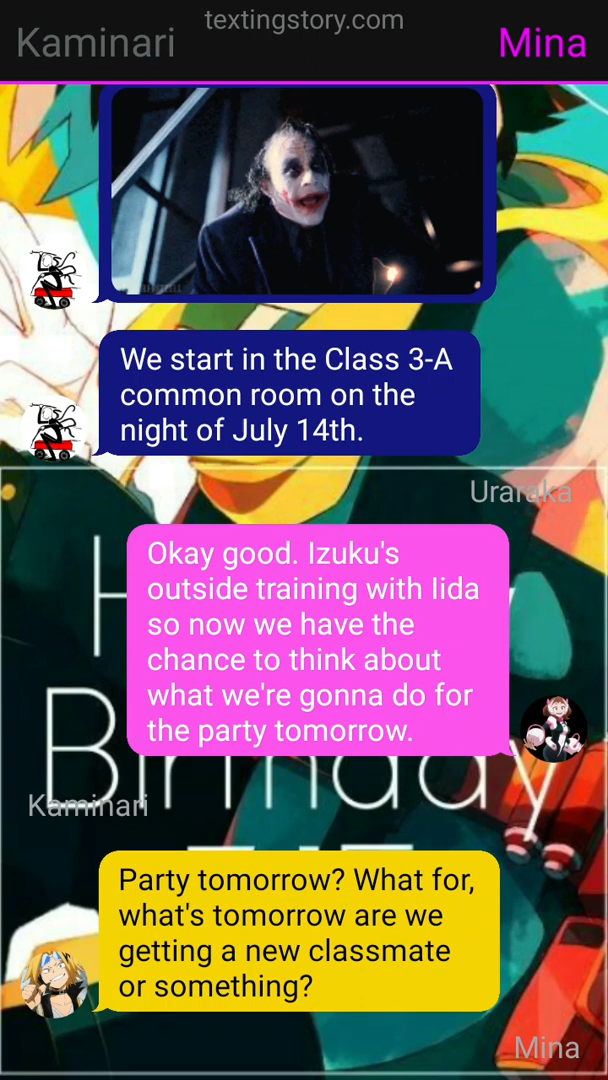 textingstory.com
Kaminari
Mina
We start in the Class 3-A
common room on the
night of July 14th.
Uraraka
Okay good. Izuku's
outside training with Iida
so now we have the
chance to think about
what we're gonna do for
the party tomorrow.
Birthday
Kaminari
Party tomorrow? What for,
what's tomorrow are we
getting a new classmate
or something?
Mina